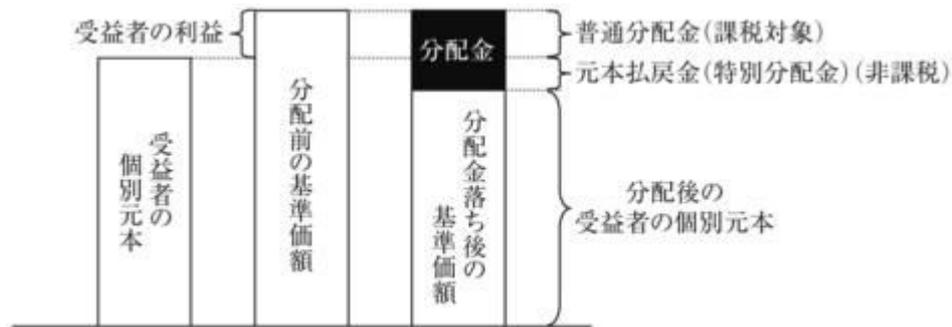 受益者の利益
分配金
普通分配金(課税対象)
元本払戻金(特別分配金)(非課税)
受益者の
個別元本
分配前の基準価額
分配金落ち後の
基準価額
分配後の
受益者の個別元本